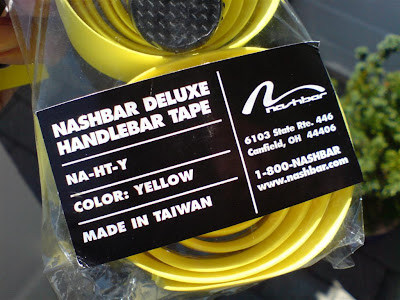 NASHBAR DELUXE
HANDLEBAR TAPE
NA-HT-Y
COLOR: YELLOW
MADE IN TAIWAN
nashbar
6103 State Rte. 446
Canfield, OH 44406
1-800-NASHBAR
www.nashbar.com